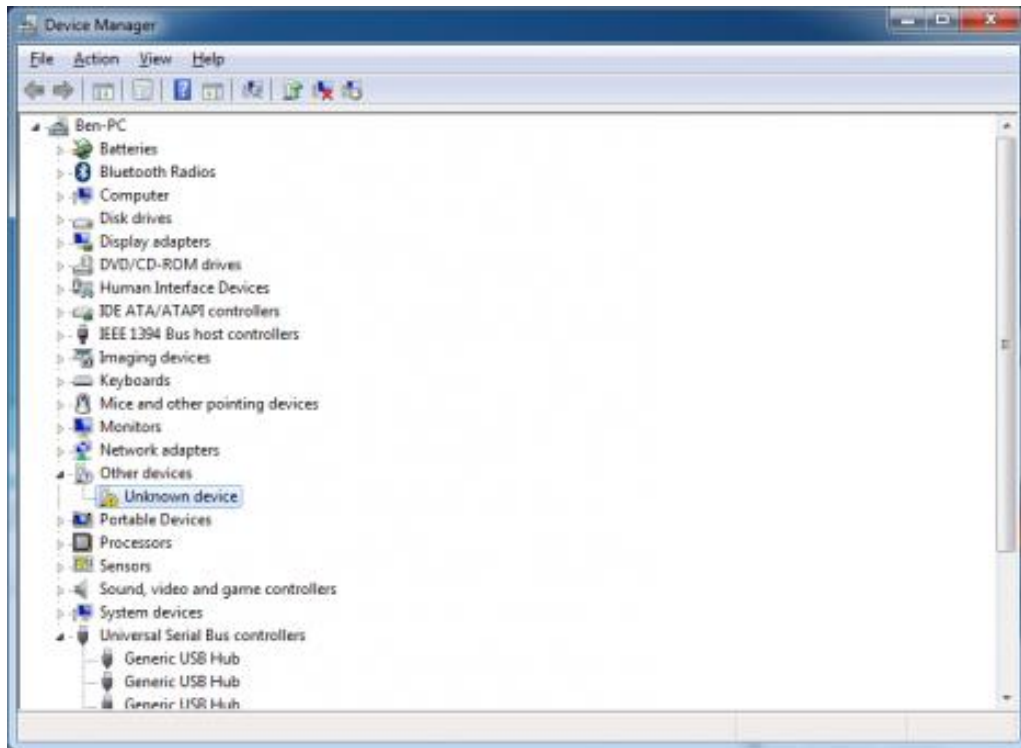 Device Manager
File Action View Help
Ben-PC
Batteries
Bluetooth Radios
Computer
Disk drives
Display adapters
DVD/CD-ROM drives
Human Interface Devices
IDE ATA/ATAPI controllers
IEEE 1394 Bus host controllers
Imaging devices
Keyboards
Mice and other pointing devices
Monitors
Network adapters
Other devices
Unknown device
Portable Devices
Processors
Sensors
Sound, video and game controllers
System devices
Universal Serial Bus controllers
Generic USB Hub
Generic USB Hub
Generic USB Hub